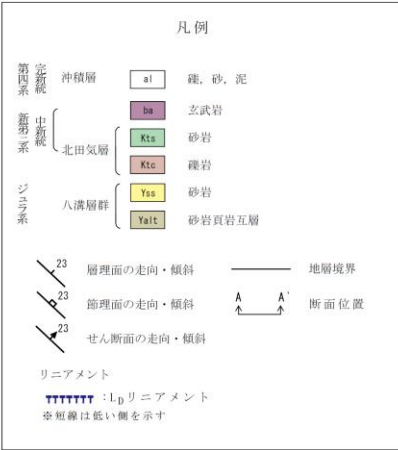 凡例
第四系 完新統 沖積層 al 礫, 砂, 泥
新第三系 中新統 ba 玄武岩
北田気層 Kts 砂岩
Ktc 礫岩
ジュラ系 八溝層群 Yss 砂岩
Yalt 砂岩頁岩互層
23 層理面の走向・傾斜 地層境界
23 節理面の走向・傾斜 A A' 断面位置
23 せん断面の走向・傾斜
リニアメント
:LDリニアメント
※短線は低い側を示す